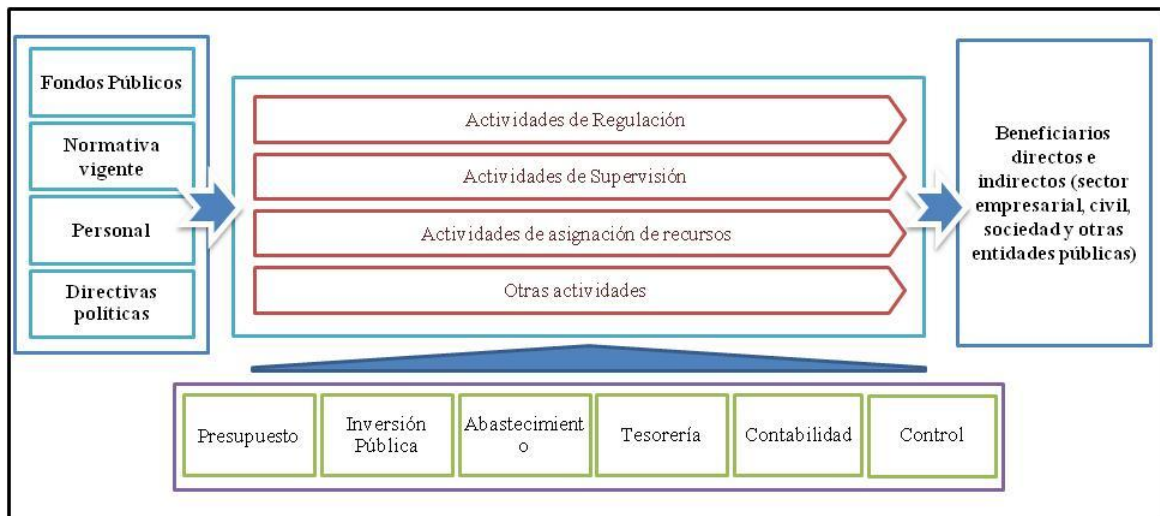 Fondos Públicos
Normativa
vigente
Personal
Directivas
políticas
Actividades de Regulación
Actividades de Supervisión
Actividades de asignación de recursos
Otras actividades
Beneficiarios
directos e
indirectos (sector
empresarial, civil,
sociedad y otras
entidades públicas)
Presupuesto
Inversión
Pública
Abastecimient
o
Tesorería
Contabilidad
Control